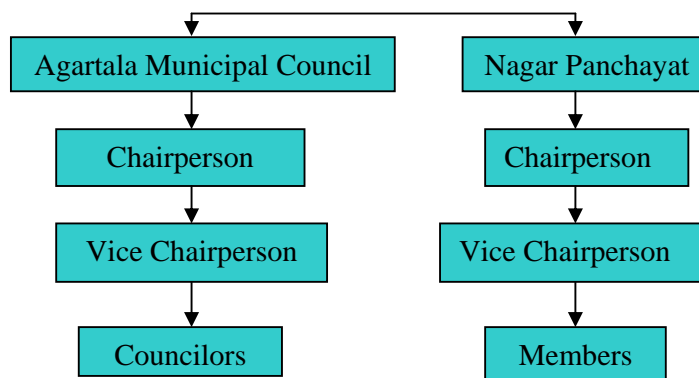 Agartala Municipal Council
Nagar Panchayat
Chairperson
Chairperson
Vice Chairperson
Vice Chairperson
Councilors
Members